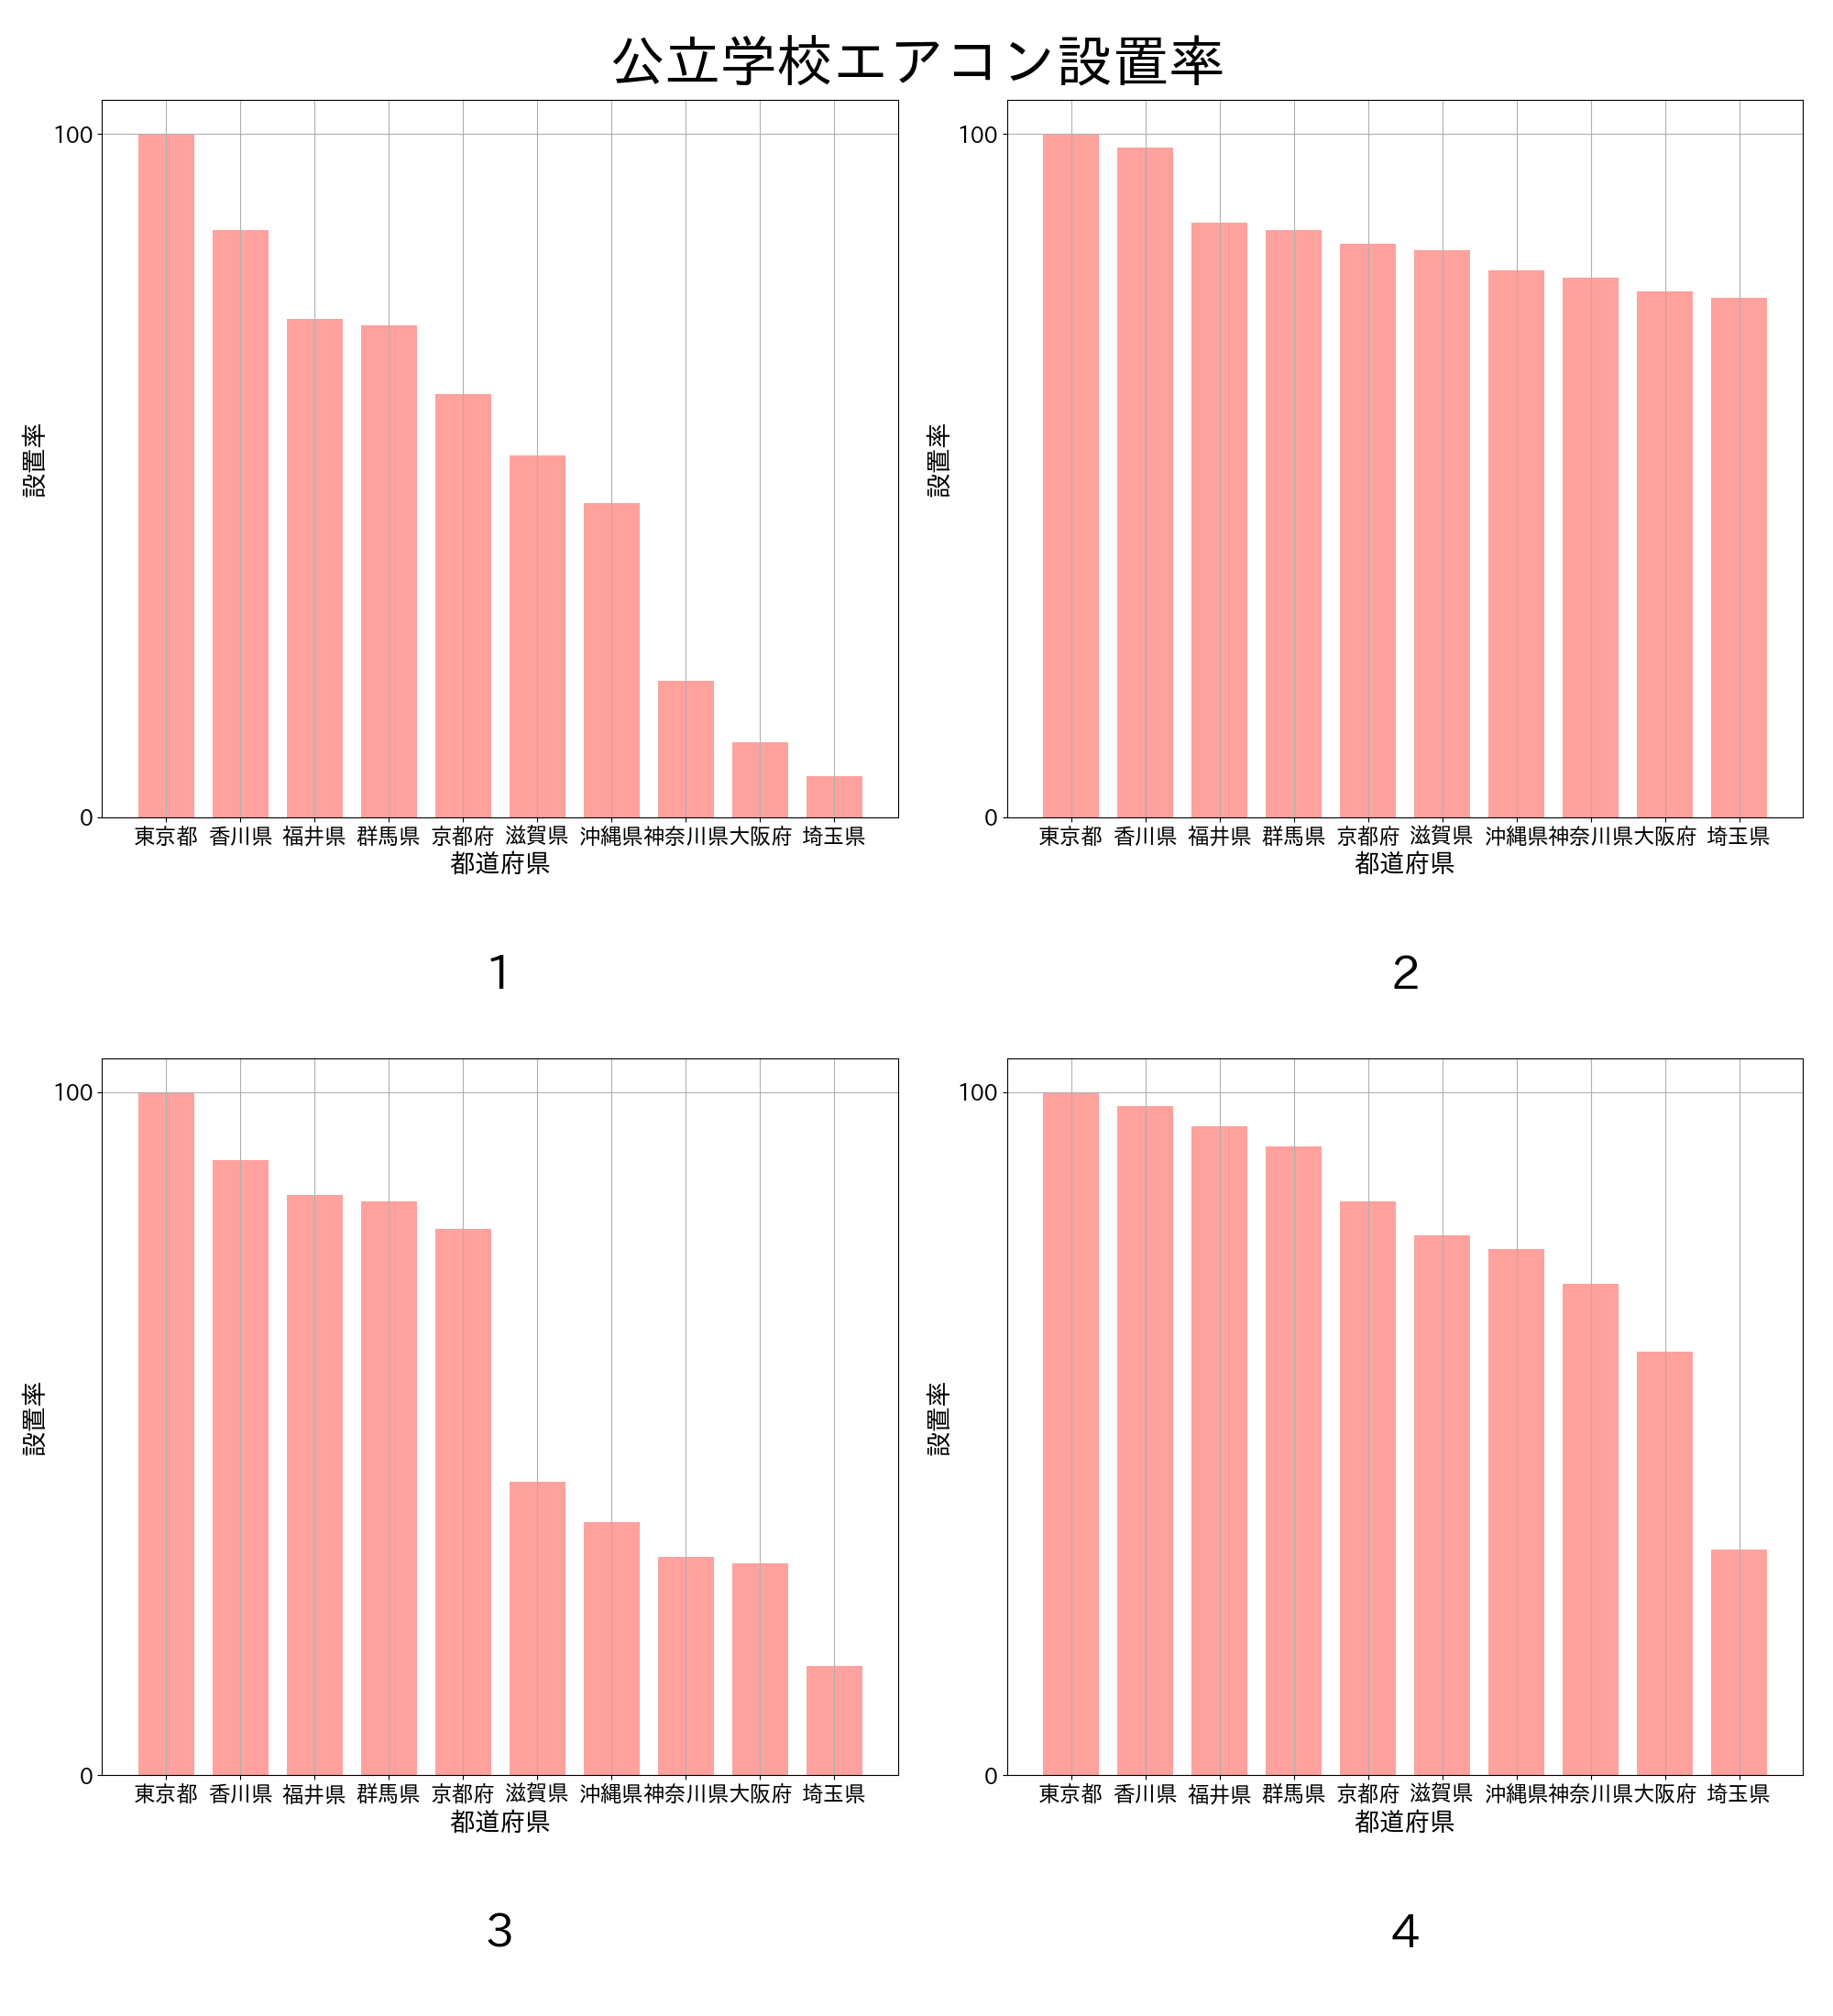 公立学校エアコン設置率
100
設置率
0
東京都 香川県 福井県 群馬県 京都府 滋賀県 沖縄県 神奈川県 大阪府 埼玉県
都道府県
1
100
設置率
0
東京都 香川県 福井県 群馬県 京都府 滋賀県 沖縄県 神奈川県 大阪府 埼玉県
都道府県
2
100
設置率
0
東京都 香川県 福井県 群馬県 京都府 滋賀県 沖縄県 神奈川県 大阪府 埼玉県
都道府県
3
100
設置率
0
東京都 香川県 福井県 群馬県 京都府 滋賀県 沖縄県 神奈川県 大阪府 埼玉県
都道府県
4